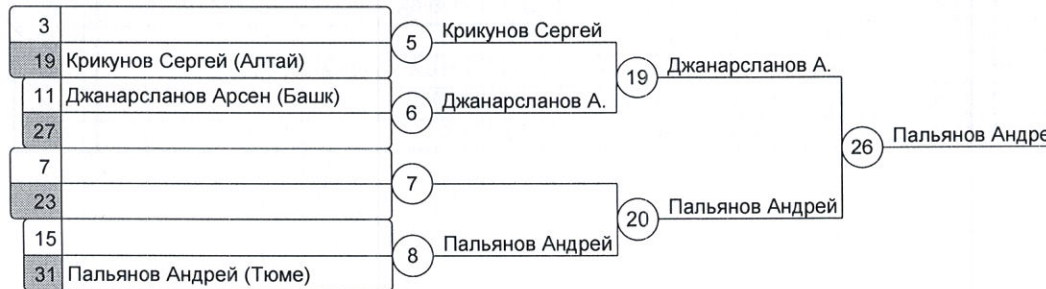 3
5 Крикунов Сергей
19 Крикунов Сергей (Алтай)
19 Джанарсланов А.
11 Джанарсланов Арсен (Башк)
6 Джанарсланов А.
27
26 Пальянов Андре
7
7
23
20 Пальянов Андрей
15
8 Пальянов Андрей
31 Пальянов Андрей (Тюме)